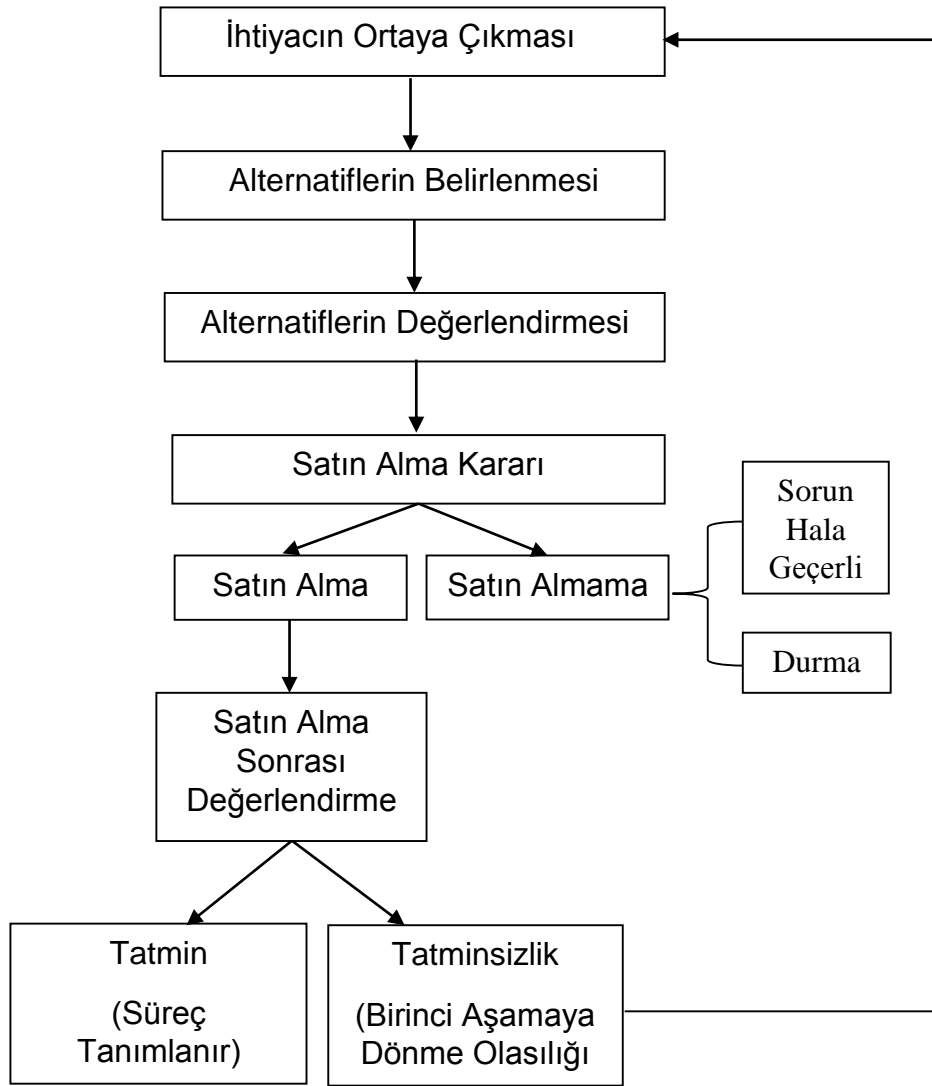 İhtiyacın Ortaya Çıkması
Alternatiflerin Belirlenmesi
Alternatiflerin Değerlendirmesi
Satın Alma Kararı
Satın Alma
Satın Almama
Sorun
Hala
Geçerli
Durma
Satın Alma
Sonrası
Değerlendirme
Tatmin
(Süreç
Tanımlanır)
Tatminsizlik
(Birinci Aşamaya
Dönme Olasılığı